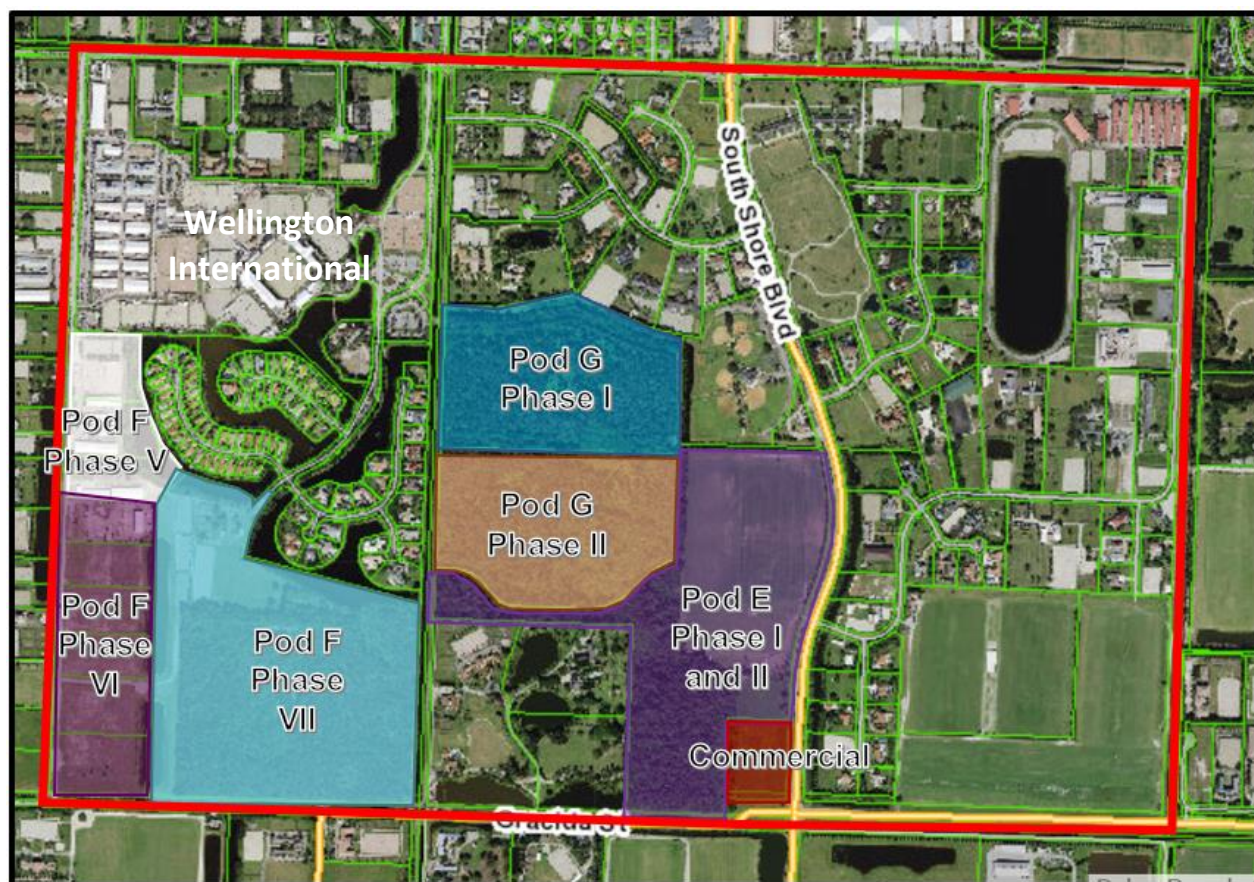 Wellington
International
South Shore Blvd
Pod G
Phase I
Pod F
Phase V
Pod G
Phase II
Pod E
Phase I
and II
Pod F
Phase
VI
Pod F
Phase
VII
Commercial